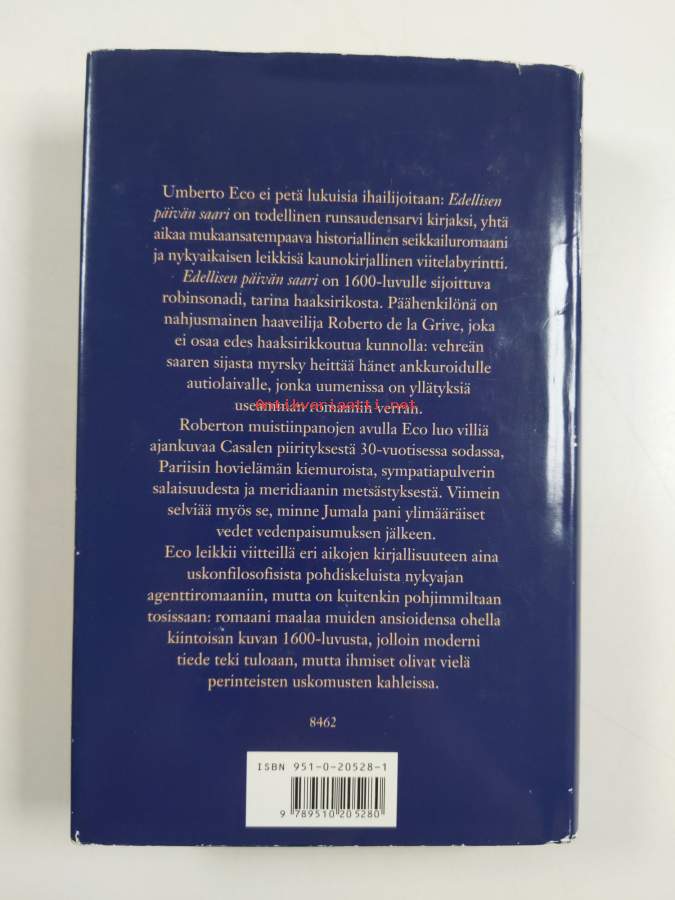 Umberto Eco ei petä lukuisia ihailijoitaan: Edellisen
päivän saari on todellinen runsaudensarvi kirjaksi, yhtä
aikaa mukaansatempaava historiallinen seikkailuromaani
ja nykyaikaisen leikkisä kaunokirjallinen viitelabyrintti.
Edellisen päivän saari on 1600-luvulle sijoittuva
robinsonadi, tarina haaksirikosta. Päähenkilönä on
nahjusmainen haaveilija Roberto de la Grive, joka
ei osaa edes haaksirikkoutua kunnolla: vehreän
saaren sijasta myrsky heittää hänet ankkuroidulle
autiolaivalle, jonka uumenissa on yllätyksiä
Antikvariaatti.net
useamman romaanin verran.
Roberton muistiinpanojen avulla Eco luo villiä
ajankuvaa Casalen piirityksestä 30-vuotisessa sodassa,
Pariisin hovielämän kiemuroista, sympatiapulverin
salaisuudesta ja meridiaanin metsästyksestä. Viimein
selviää myös se, minne Jumala pani ylimääräiset
vedet vedenpaisumuksen jälkeen.
Eco leikkii viitteillä eri aikojen kirjallisuuteen aina
uskonfilosofisista pohdiskeluista nykyajan
agenttiromaaniin, mutta on kuitenkin pohjimmiltaan
tosissaan: romaani maalaa muiden ansioidensa ohella
kiintoisan kuvan 1600-luvusta, jolloin moderni
tiede teki tuloaan, mutta ihmiset olivat vielä
perinteisten uskomusten kahleissa.
8462
ISBN 951-0-20528-1
9 789510 205280